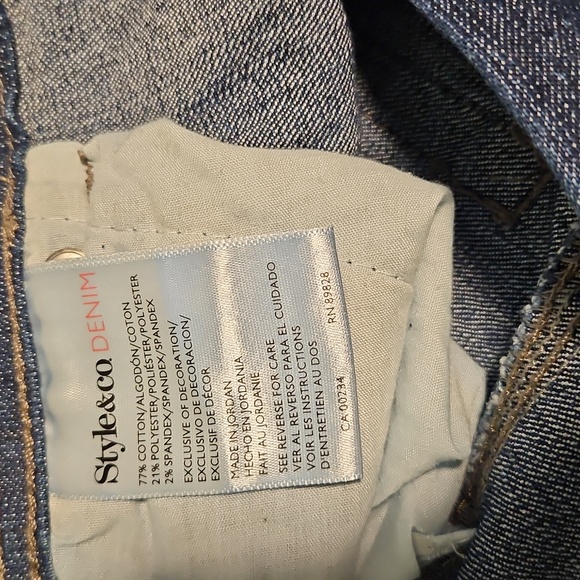 Style&co. DENIM
77% COTTON/ALGODÓN/COTON
21% POLYESTER/POLIÉSTER/POLYESTER
2% SPANDEX/SPANDEX/SPANDEX
EXCLUSIVE OF DECORATION/
EXCLUSIVO DE DECORACION/
EXCLUSIF DE DÉCOR
MADE IN JORDAN
HECHO EN JORDANIA
FAIT AU JORDANIE
SEE REVERSE FOR CARE
VER AL REVERSO PARA EL CUIDADO
VOIR LES INSTRUCTIONS
D'ENTRETIEN AU DOS
CA 00734 RN 89828